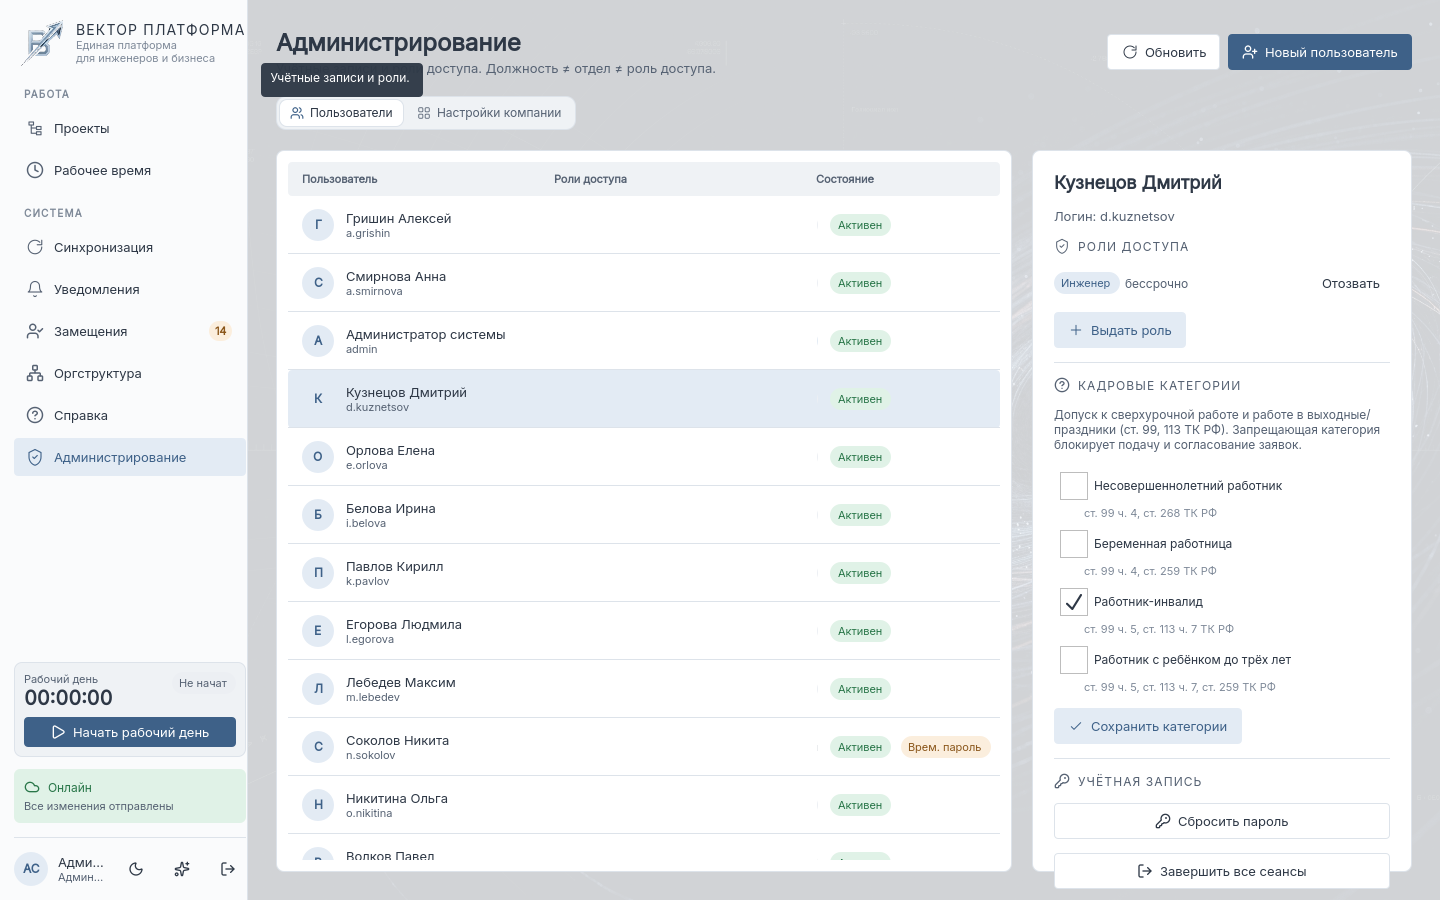 ВЕКТОР ПЛАТФОРМА
Единая платформа
для инженеров и бизнеса
РАБОТА
Проекты
Рабочее время
СИСТЕМА
Синхронизация
Уведомления
Замещения
14
Оргструктура
Справка
Администрирование
Рабочий день
Не начат
00:00:00
Начать рабочий день
Онлайн
Все изменения отправлены
АС
Адми...
Админ...
Администрирование
доступа. Должность ≠ отдел ≠ роль доступа.
Учётные записи и роли.
Обновить
Новый пользователь
Пользователи
Настройки компании
Пользователь
Роли доступа
Состояние
Г
Гришин Алексей
a.grishin
Активен
С
Смирнова Анна
a.smirnova
Активен
А
Администратор системы
admin
Активен
К
Кузнецов Дмитрий
d.kuznetsov
Активен
О
Орлова Елена
e.orlova
Активен
Б
Белова Ирина
i.belova
Активен
П
Павлов Кирилл
k.pavlov
Активен
Е
Егорова Людмила
l.egorova
Активен
Л
Лебедев Максим
m.lebedev
Активен
С
Соколов Никита
n.sokolov
Активен
Врем. пароль
Н
Никитина Ольга
o.nikitina
Активен
Волков Павел
Кузнецов Дмитрий
Логин: d.kuznetsov
РОЛИ ДОСТУПА
Инженер
бессрочно
Отозвать
Выдать роль
КАДРОВЫЕ КАТЕГОРИИ
Допуск к сверхурочной работе и работе в выходные/
праздники (ст. 99, 113 ТК РФ). Запрещающая категория
блокирует подачу и согласование заявок.
Несовершеннолетний работник
ст. 99 ч. 4, ст. 268 ТК РФ
Беременная работница
ст. 99 ч. 4, ст. 259 ТК РФ
Работник-инвалид
ст. 99 ч. 5, ст. 113 ч. 7 ТК РФ
Работник с ребёнком до трёх лет
ст. 99 ч. 5, ст. 113 ч. 7, ст. 259 ТК РФ
Сохранить категории
УЧЁТНАЯ ЗАПИСЬ
Сбросить пароль
Завершить все сеансы